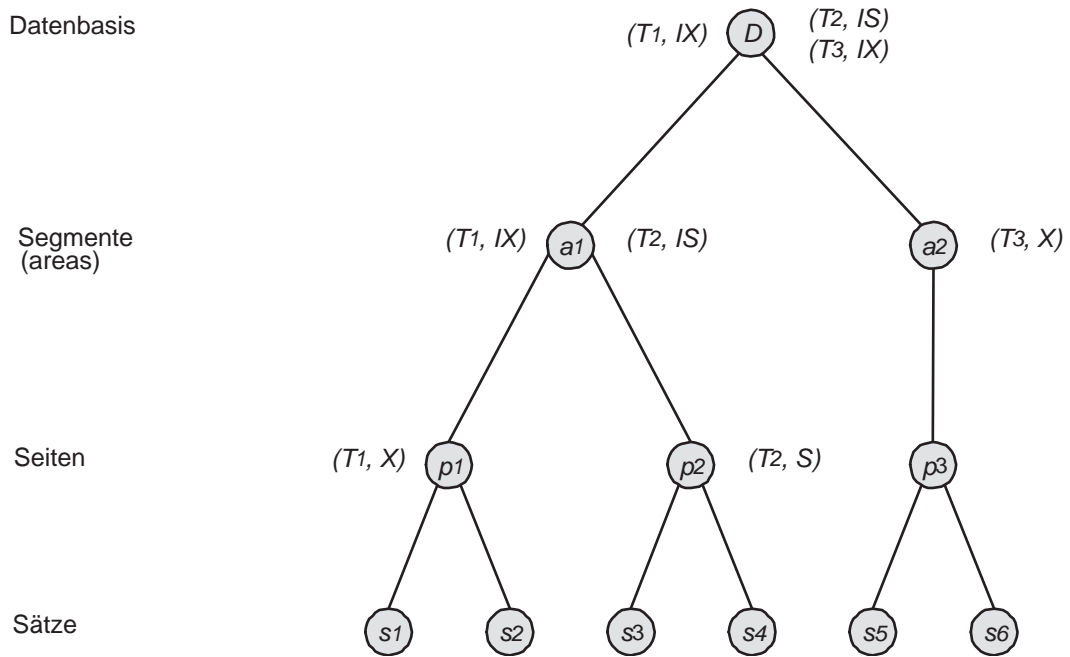 Datenbasis
(T1, IX)
D
(T2, IS)
(T3, IX)
Segmente
(areas)
(T1, IX)
a1
(T2, IS)
a2
(T3, X)
Seiten
(T1, X)
p1
p2
(T2, S)
p3
Sätze
s1
s2
s3
s4
s5
s6